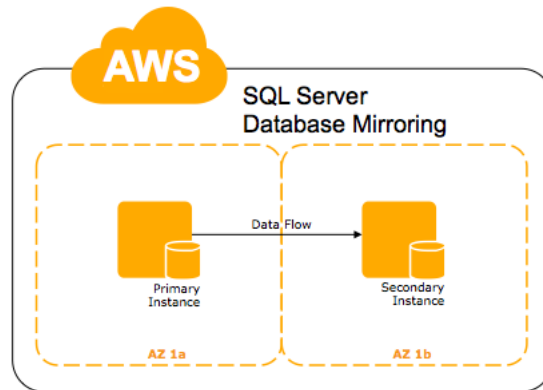 AWS
SQL Server
Database Mirroring
Data Flow
Primary
Instance
Secondary
Instance
AZ 1a
AZ 1b